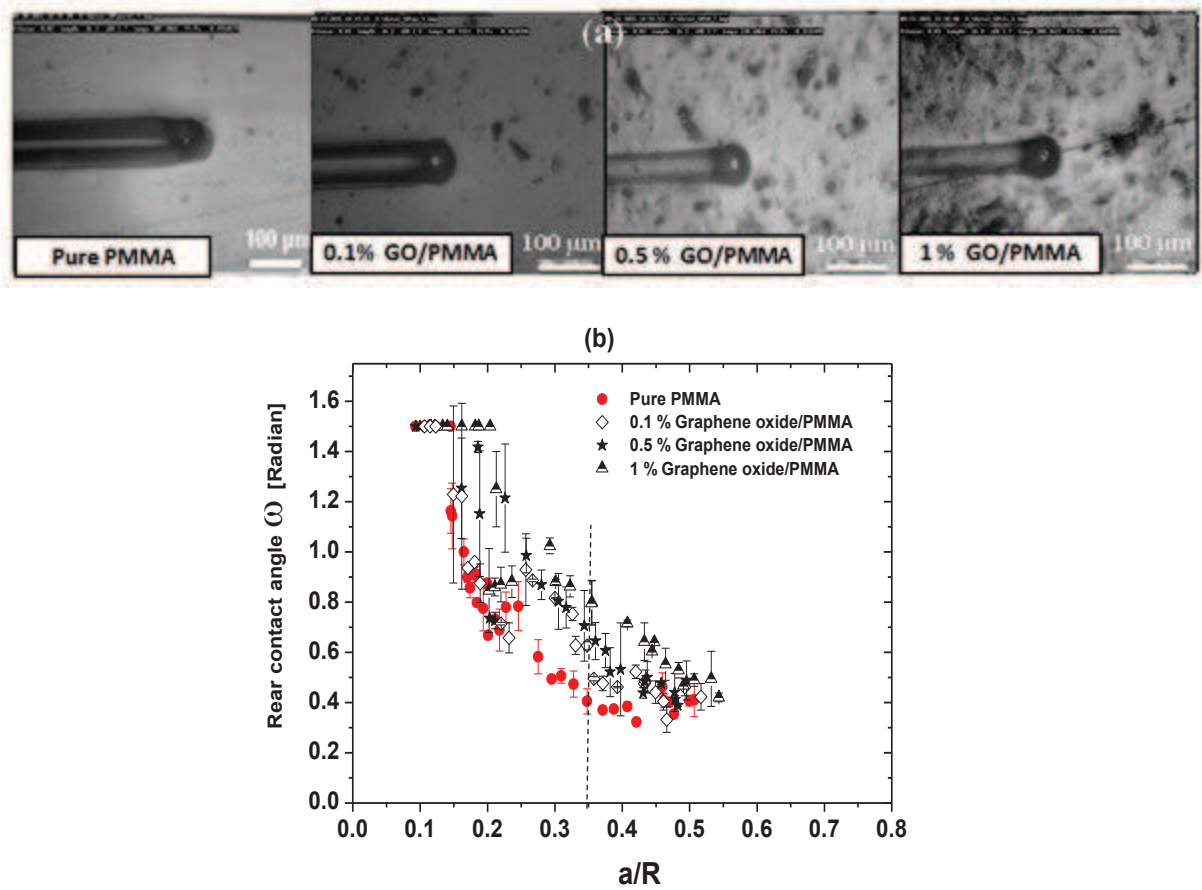 (a)
Pure PMMA
100 µm
0.1% GO/PMMA
100 µm
0.5 % GO/PMMA
100 µm
1 % GO/PMMA
100 µm
(b)
Rear contact angle ω [Radian]
1.6
1.4
1.2
1.0
0.8
0.6
0.4
0.2
0.0
Pure PMMA
0.1 % Graphene oxide/PMMA
0.5 % Graphene oxide/PMMA
1 % Graphene oxide/PMMA
0.0 0.1 0.2 0.3 0.4 0.5 0.6 0.7 0.8
a/R